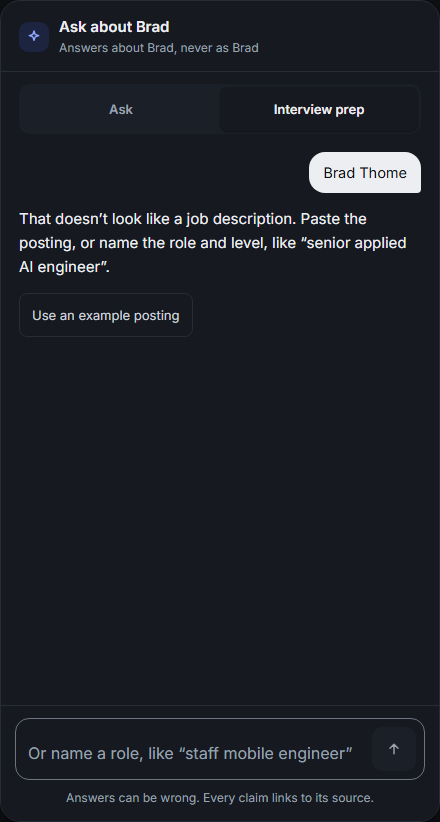 Ask about Brad
Answers about Brad, never as Brad
Ask
Interview prep
Brad Thome
That doesn’t look like a job description. Paste the
posting, or name the role and level, like “senior applied
AI engineer”.
Use an example posting
Or name a role, like “staff mobile engineer”
Answers can be wrong. Every claim links to its source.